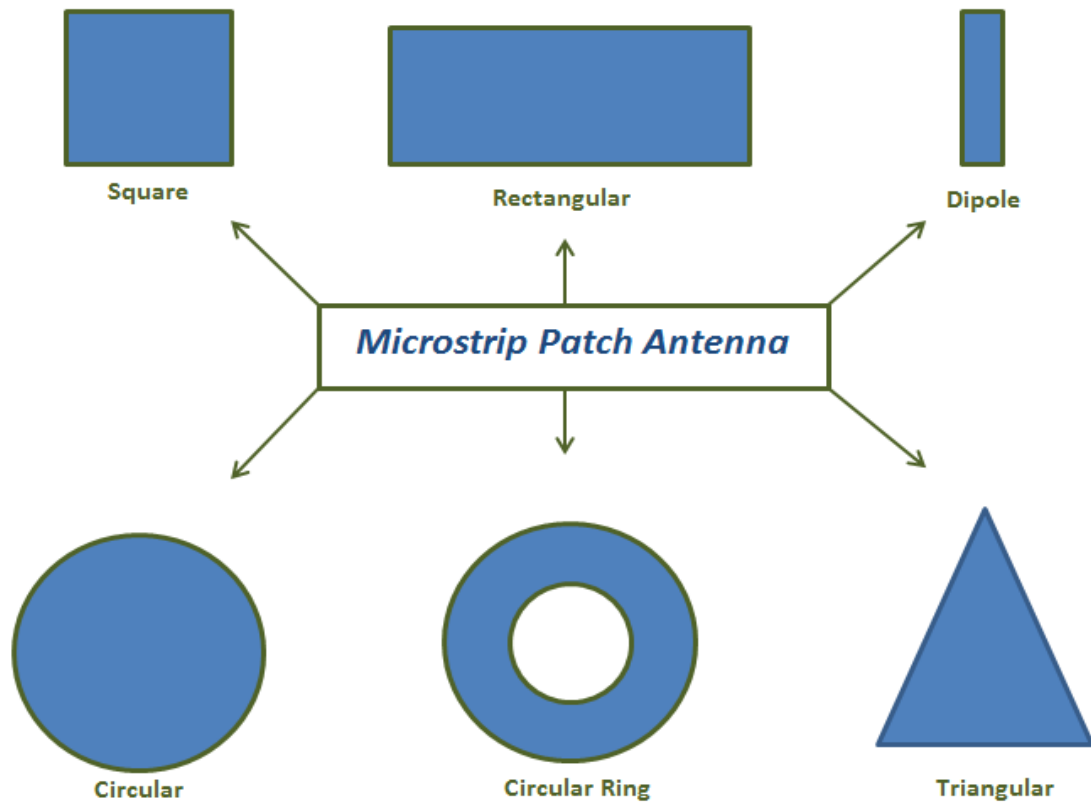 Square
Rectangular
Dipole
Microstrip Patch Antenna
Circular
Circular Ring
Triangular